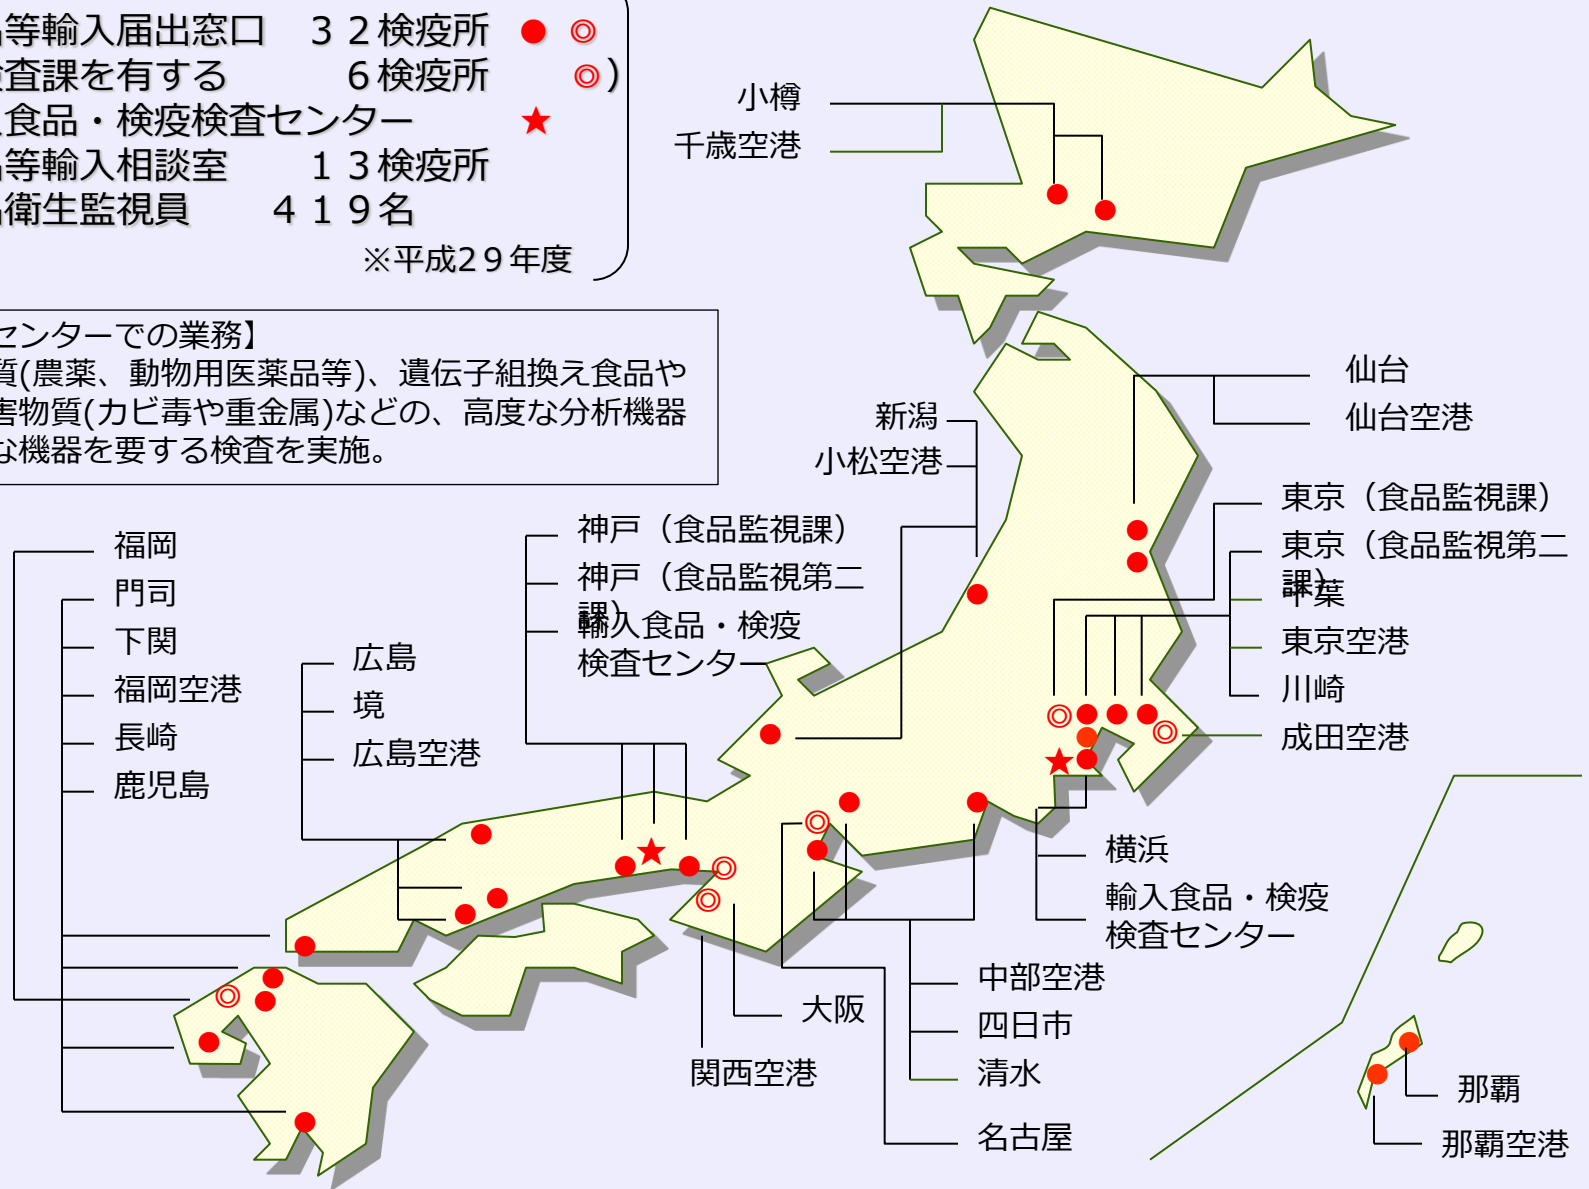 等輸入届出窓口　３２検疫所　● ◎
査課を有する　　　６検疫所　　◎)
食品・検疫検査センター　　　★
等輸入相談室　　１３検疫所
衛生監視員　　４１９名
※平成２９年度
センターでの業務】
質(農薬、動物用医薬品等)、遺伝子組換え食品や
害物質(カビ毒や重金属)などの、高度な分析機器
な機器を要する検査を実施。
小樽
千歳空港
仙台
仙台空港
新潟
小松空港
東京（食品監視課）
東京（食品監視第二
課）
千葉
東京空港
川崎
成田空港
神戸（食品監視課）
神戸（食品監視第二
課）
輸入食品・検疫
検査センター
福岡
門司
下関
福岡空港
長崎
鹿児島
広島
境
広島空港
横浜
輸入食品・検疫
検査センター
中部空港
四日市
清水
名古屋
大阪
関西空港
那覇
那覇空港